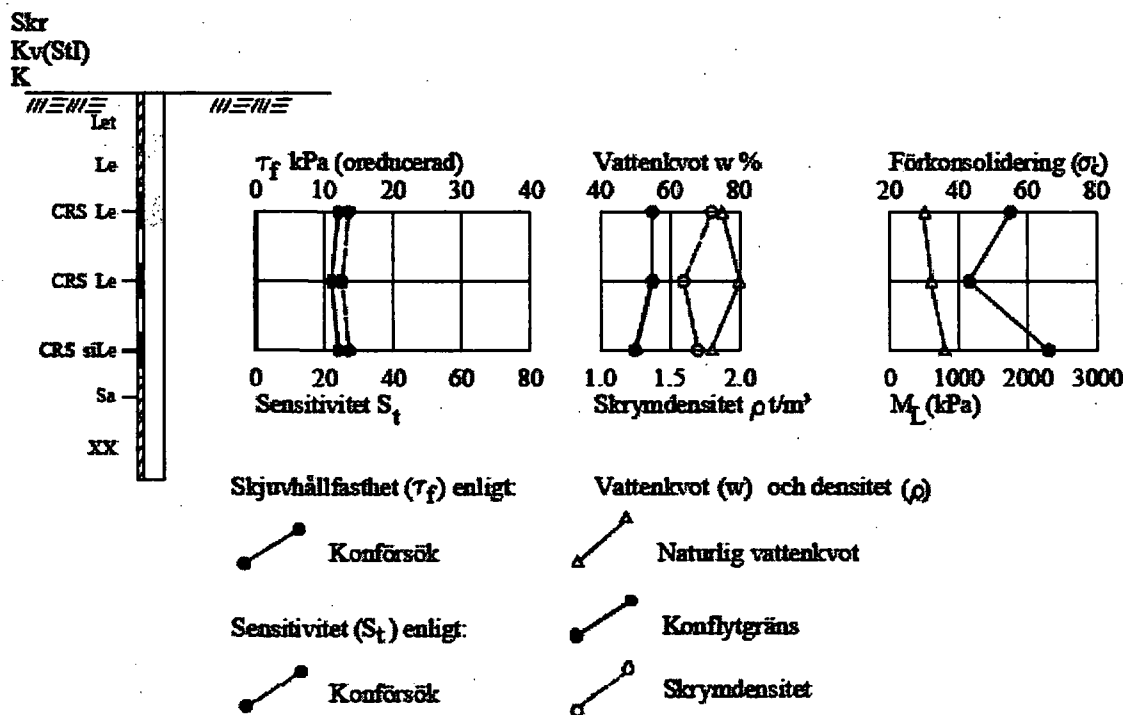 Skr
Kv(StI)
K
Let
Le
CRS Le
CRS Le
CRS siLe
Sa
XX
τf kPa (oreducerad)
0 10 20 30 40
0 20 40 60 80
Sensitivitet St
Vattenkvot w %
40 50 60 70 80
1.0 1.5 2.0
Skrymdensitet ρ t/m³
Förkonsolidering (σć)
20 40 60 80
0 1000 2000 3000
ML (kPa)
Skjuvhållfasthet (τf) enligt:
Konförsök
Sensitivitet (St) enligt:
Konförsök
Vattenkvot (w) och densitet (ρ)
Naturlig vattenkvot
Konflytgräns
Skrymdensitet